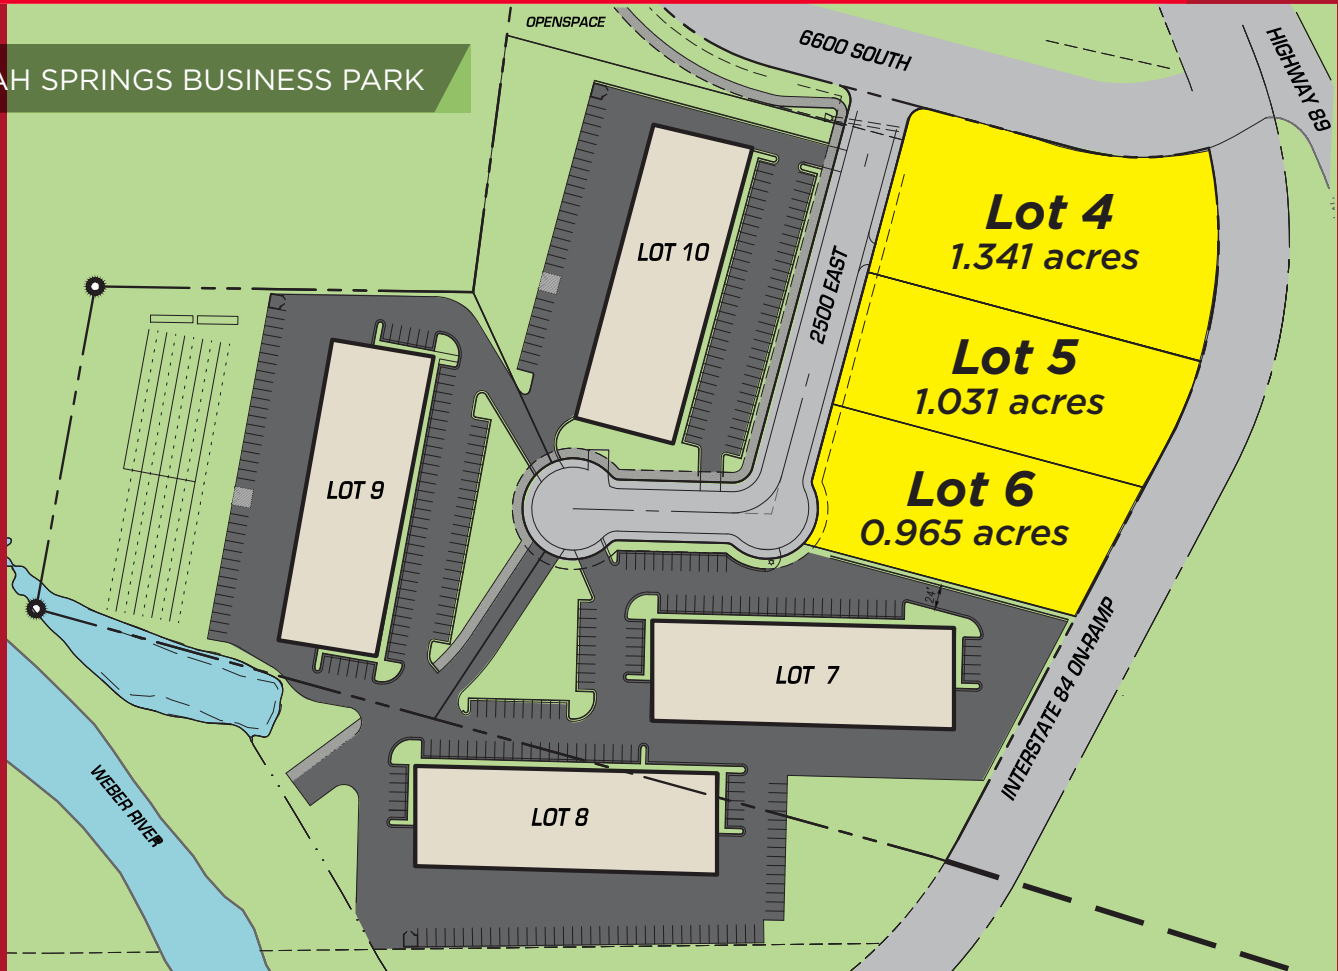 OPENSPACE
6600 SOUTH
HIGHWAY 89
AH SPRINGS BUSINESS PARK
Lot 4
1.341 acres
LOT 10
2500 EAST
Lot 5
1.031 acres
LOT 9
Lot 6
0.965 acres
24'
LOT 7
INTERSTATE 84 ON-RAMP
WEBER RIVER
LOT 8